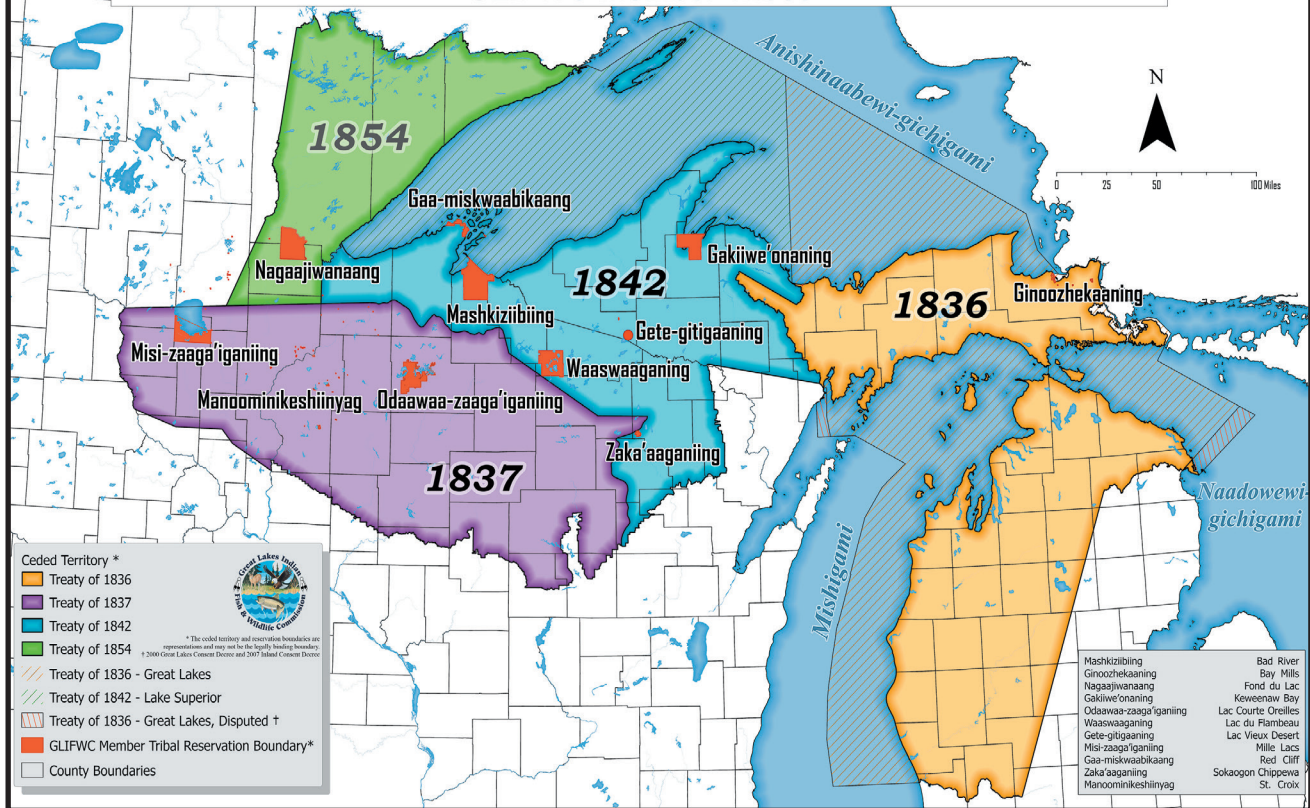 Anishinaabewi-gichigami
N
0 25 50 100 Miles
1854
Gaa-miskwaabikaang
Nagaajiwanaang
Gakiiwe'onaning
1842
Mashkiziibiing
1836
Ginoozhekaaning
Gete-gitigaaning
Misi-zaaga'iganiing
Waaswaaganing
Manoominikeshiinyag
Odaawaa-zaaga'iganiing
Zaka'aaganiing
1837
Naadowewi-
gichigami
Mishigami
Ceded Territory *
Treaty of 1836
Treaty of 1837
Treaty of 1842
Treaty of 1854
Great Lakes Indian
Fish & Wildlife Commission
* The ceded territory and reservation boundaries are
representations and may not be the legally binding boundary.
† 2000 Great Lakes Consent Decree and 2007 Inland Consent Decree
Treaty of 1836 - Great Lakes
Treaty of 1842 - Lake Superior
Treaty of 1836 - Great Lakes, Disputed †
GLIFWC Member Tribal Reservation Boundary*
County Boundaries
Mashkiziibiing Bad River
Ginoozhekaaning Bay Mills
Nagaajiwanaang Fond du Lac
Gakiiwe'onaning Keweenaw Bay
Odaawaa-zaaga'iganiing Lac Courte Oreilles
Waaswaaganing Lac du Flambeau
Gete-gitigaaning Lac Vieux Desert
Misi-zaaga'iganiing Mille Lacs
Gaa-miskwaabikaang Red Cliff
Zaka'aaganiing Sokaogon Chippewa
Manoominikeshiinyag St. Croix